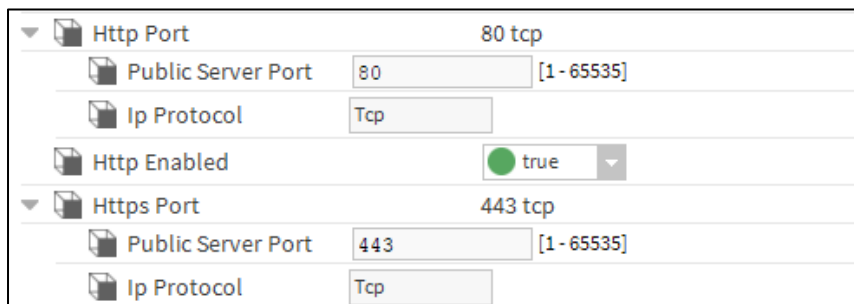 Http Port 80 tcp
Public Server Port 80 [1 - 65535]
Ip Protocol Tcp
Http Enabled true
Https Port 443 tcp
Public Server Port 443 [1 - 65535]
Ip Protocol Tcp